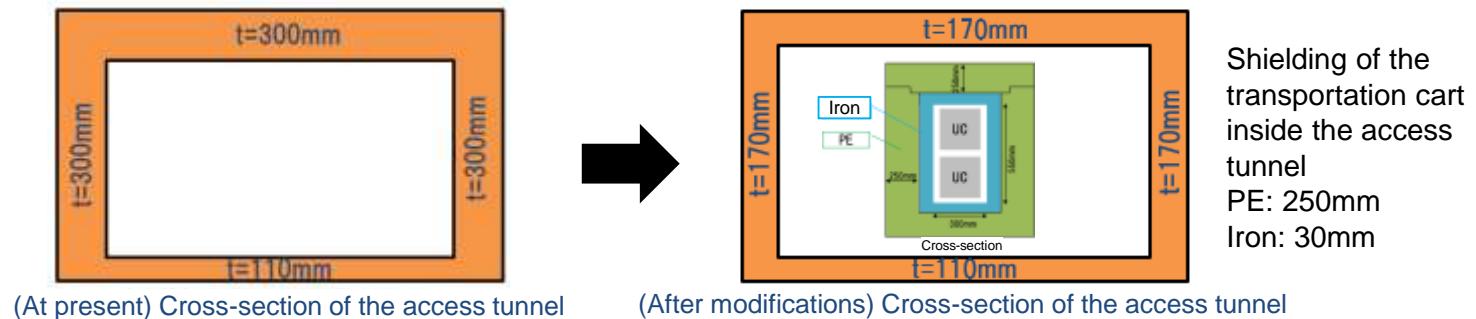 t=300mm
t=300mm
t=300mm
t=110mm
(At present) Cross-section of the access tunnel
t=170mm
t=170mm
t=170mm
t=110mm
Iron
PE
UC
UC
250mm
Cross-section
(After modifications) Cross-section of the access tunnel
Shielding of the
transportation cart
inside the access
tunnel
PE: 250mm
Iron: 30mm